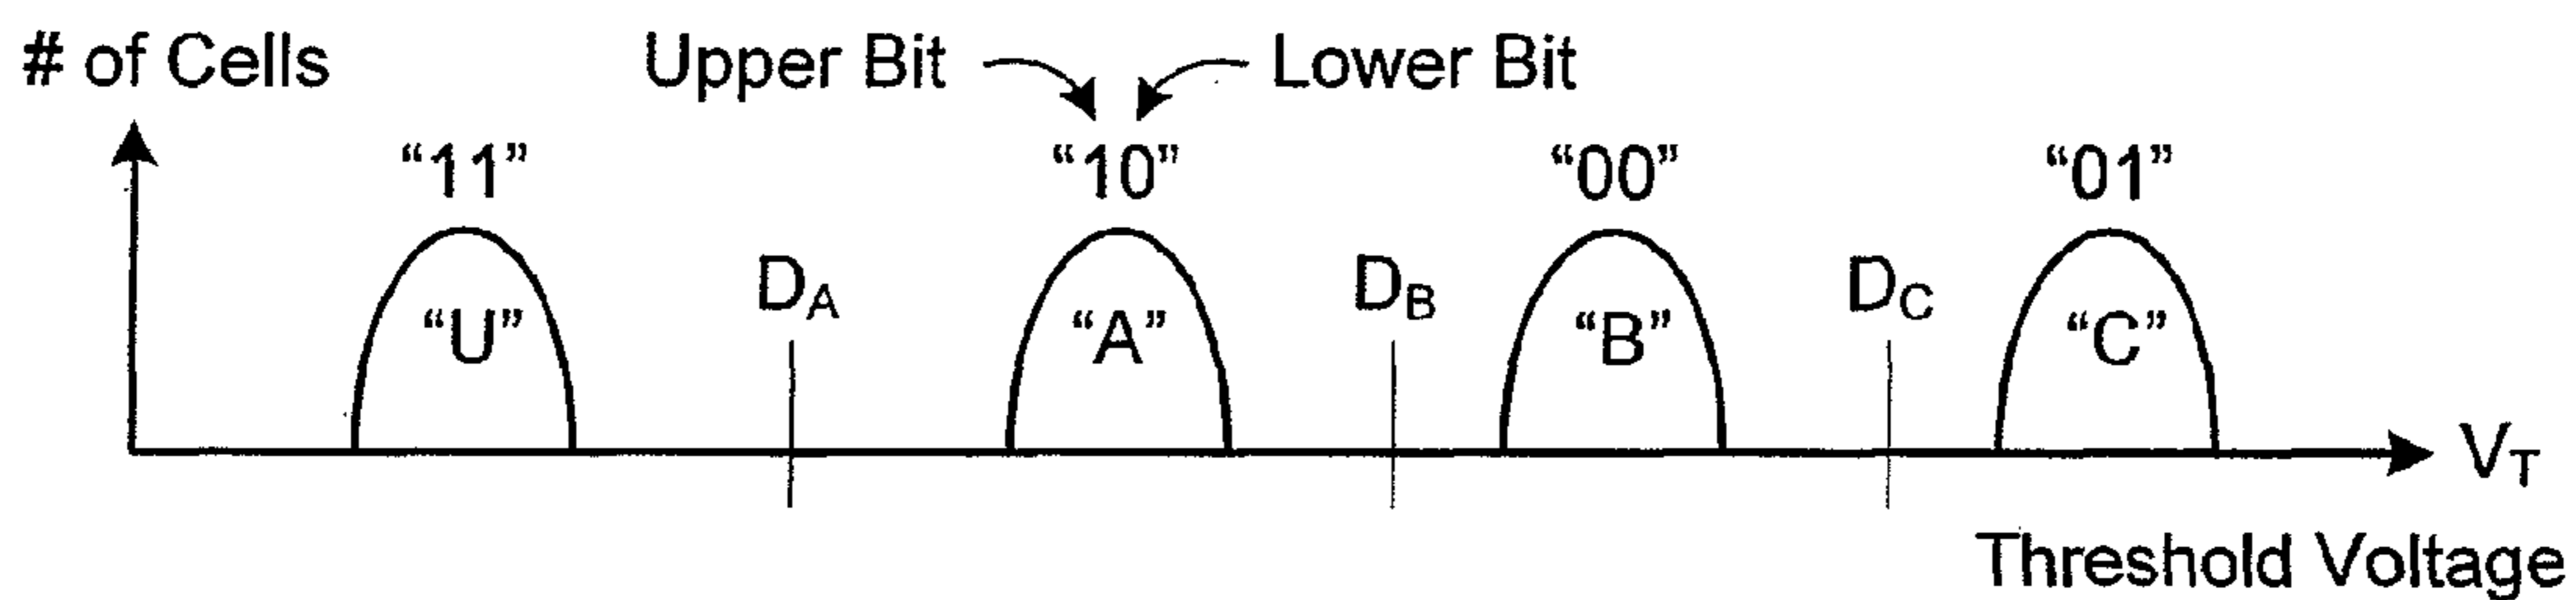 # of Cells
Upper Bit
Lower Bit
“11”
“10”
“00”
“01”
“U”
DA
“A”
DB
“B”
DC
“C”
VT
Threshold Voltage